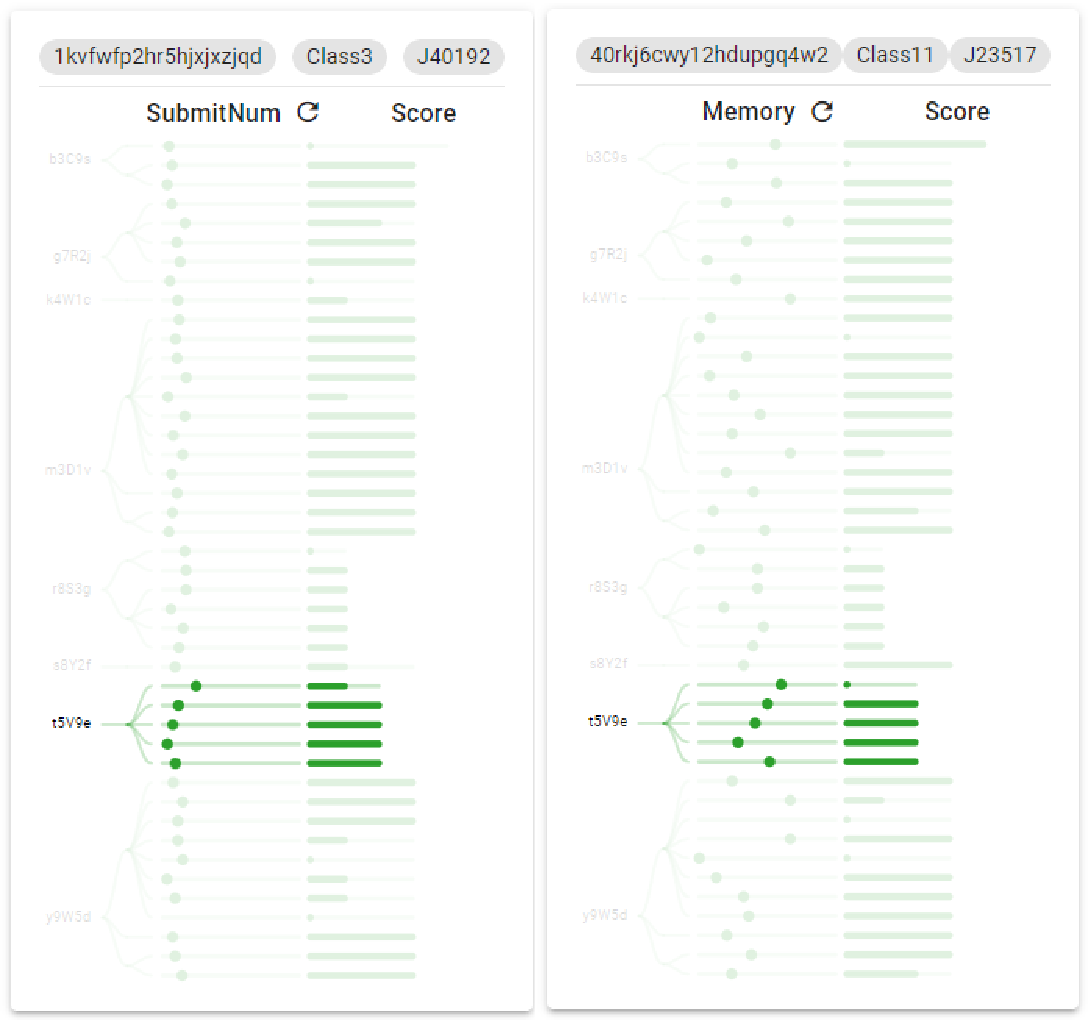 1kvfwfp2hr5hjxjxzjqd Class3 J40192
SubmitNum Score
b3C9s
g7R2j
k4W1c
m3D1v
r8S3g
s8Y2f
t5V9e
y9W5d
40rkj6cwy12hdupgq4w2 Class11 J23517
Memory Score
b3C9s
g7R2j
k4W1c
m3D1v
r8S3g
s8Y2f
t5V9e
y9W5d